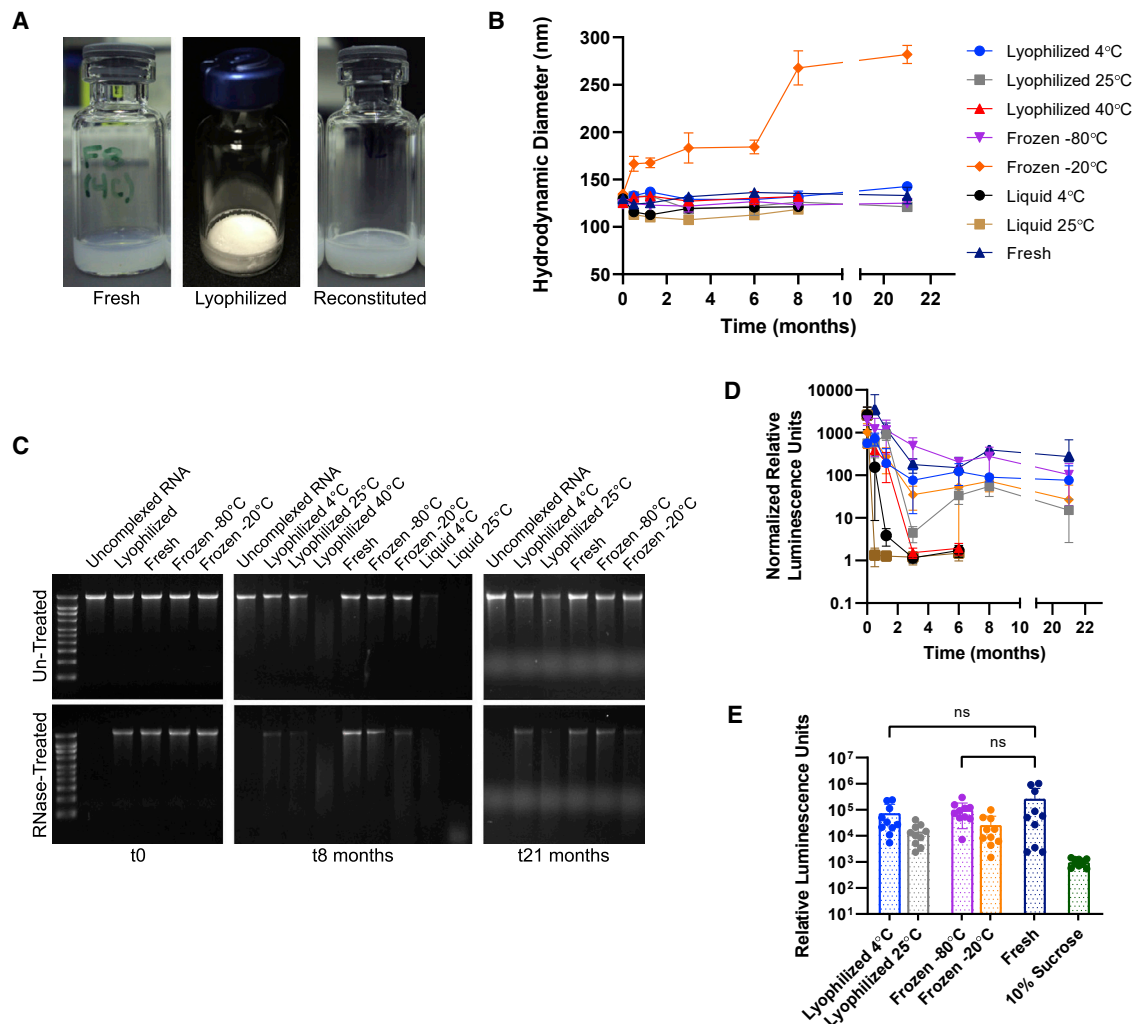 A
F3
(4c)
Fresh
Lyophilized
Reconstituted
B
Hydrodynamic Diameter (nm)
300
250
200
150
100
50
0
2
4
6
8
10
20
22
Time (months)
Lyophilized 4°C
Lyophilized 25°C
Lyophilized 40°C
Frozen -80°C
Frozen -20°C
Liquid 4°C
Liquid 25°C
Fresh
C
Uncomplexed RNA
Lyophilized
Fresh
Frozen -80°C
Frozen -20°C
Uncomplexed RNA
Lyophilized 4°C
Lyophilized 25°C
Lyophilized 40°C
Fresh
Frozen -80°C
Frozen -20°C
Liquid 4°C
Liquid 25°C
Uncomplexed RNA
Lyophilized 4°C
Lyophilized 25°C
Fresh
Frozen -80°C
Frozen -20°C
Un-Treated
RNase-Treated
t0
t8 months
t21 months
D
Normalized Relative
Luminescence Units
10000
1000
100
10
1
0.1
0
2
4
6
8
10
20
22
Time (months)
E
Relative Luminescence Units
10⁷
10⁶
10⁵
10⁴
10³
10²
10¹
ns
ns
Lyophilized 4°C
Lyophilized 25°C
Frozen -80°C
Frozen -20°C
Fresh
10% Sucrose